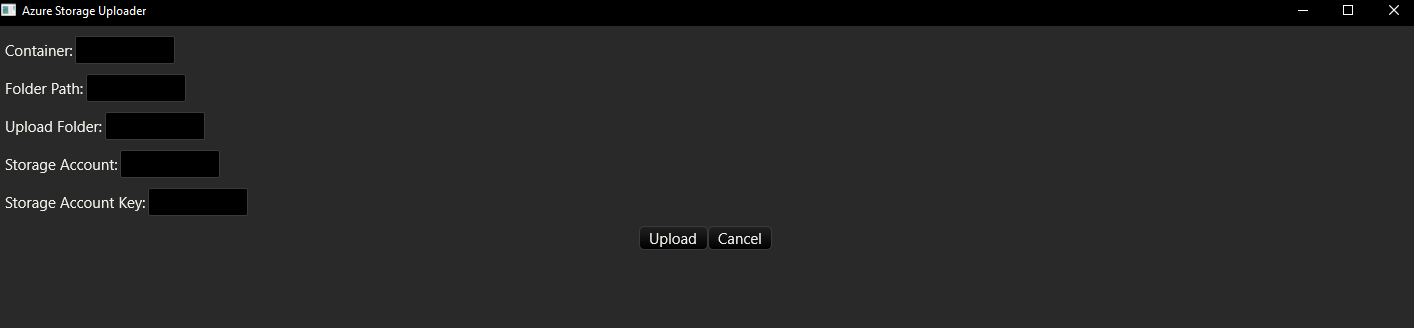 Azure Storage Uploader
Container:
Folder Path:
Upload Folder:
Storage Account:
Storage Account Key:
Upload Cancel